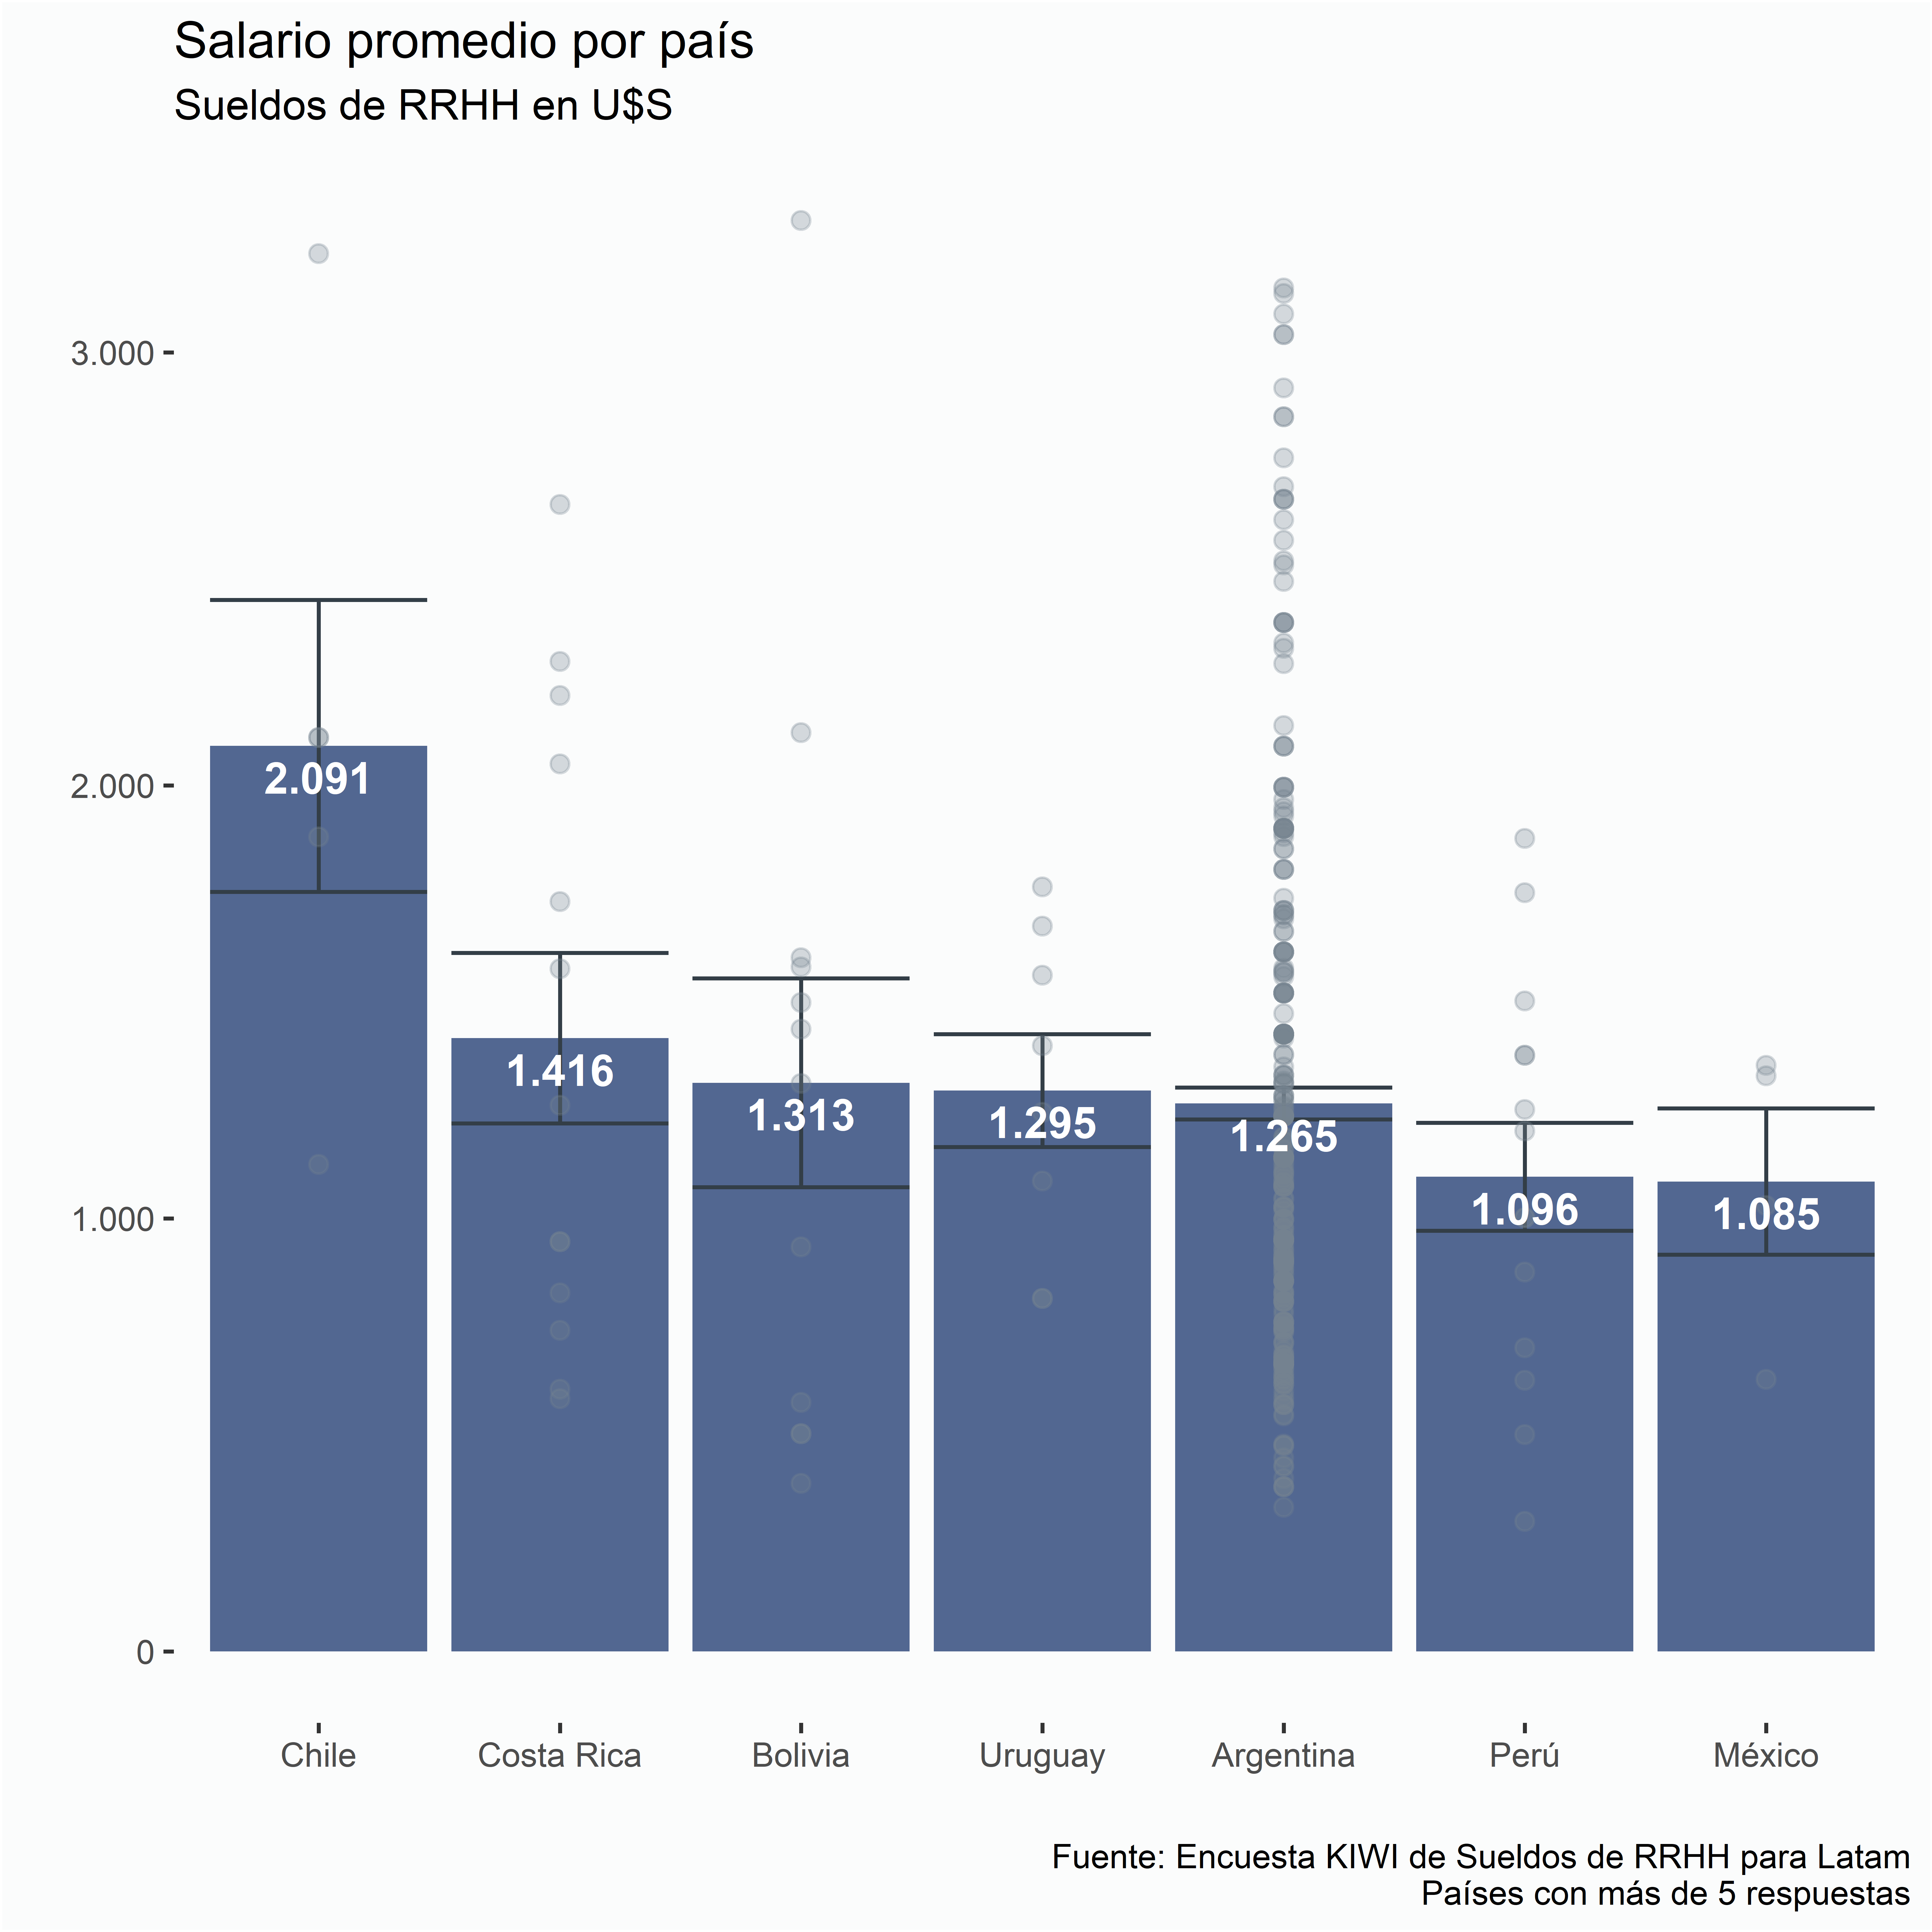 Salario promedio por país
Sueldos de RRHH en U$S
3.000
2.000
1.000
0
2.091
1.416
1.313
1.295
1.265
1.096
1.085
Chile
Costa Rica
Bolivia
Uruguay
Argentina
Perú
México
Fuente: Encuesta KIWI de Sueldos de RRHH para Latam
Países con más de 5 respuestas